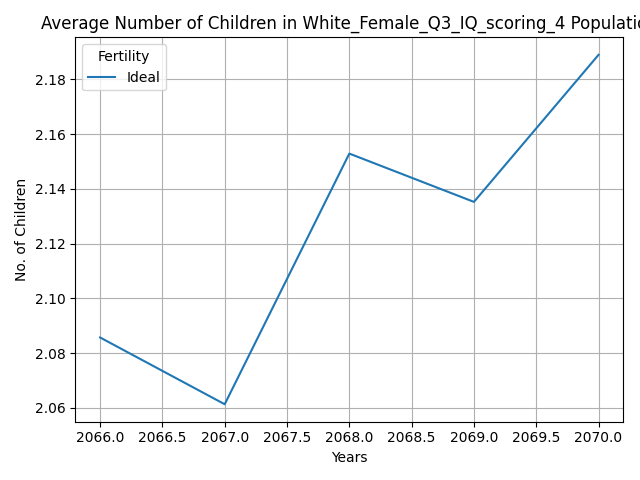 Average Number of Children in White_Female_Q3_IQ_scoring_4 Populatio
Fertility
Ideal
2.18
2.16
2.14
2.12
2.10
2.08
2.06
No. of Children
2066.0 2066.5 2067.0 2067.5 2068.0 2068.5 2069.0 2069.5 2070.0
Years